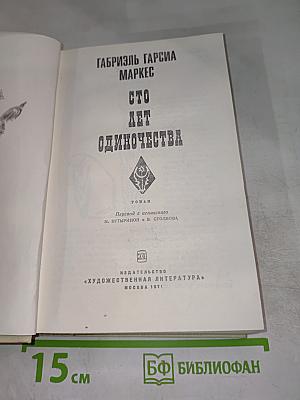 ГАБРИЭЛЬ ГАРСИА
МАРКЕС
СТО
ЛЕТ
ОДИНОЧЕСТВА
РОМАН
Перевод с испанского
Н. БУТЫРИНОЙ и В. СТОЛБОВА
ИЗДАТЕЛЬСТВО
«ХУДОЖЕСТВЕННАЯ ЛИТЕРАТУРА»
МОСКВА 1971
15 см
БФ БИБЛИОФАН